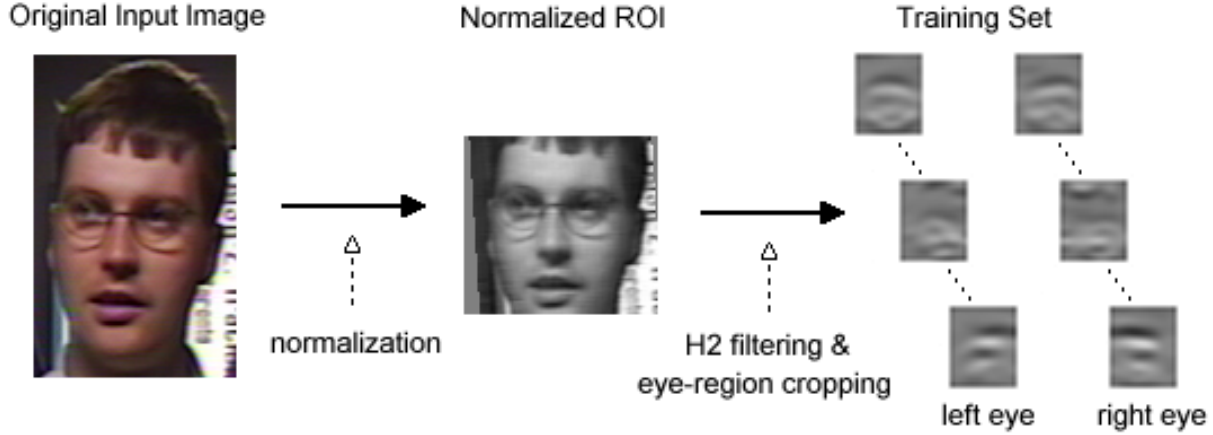 Original Input Image
Normalized ROI
Training Set
normalization
H2 filtering &
eye-region cropping
left eye
right eye